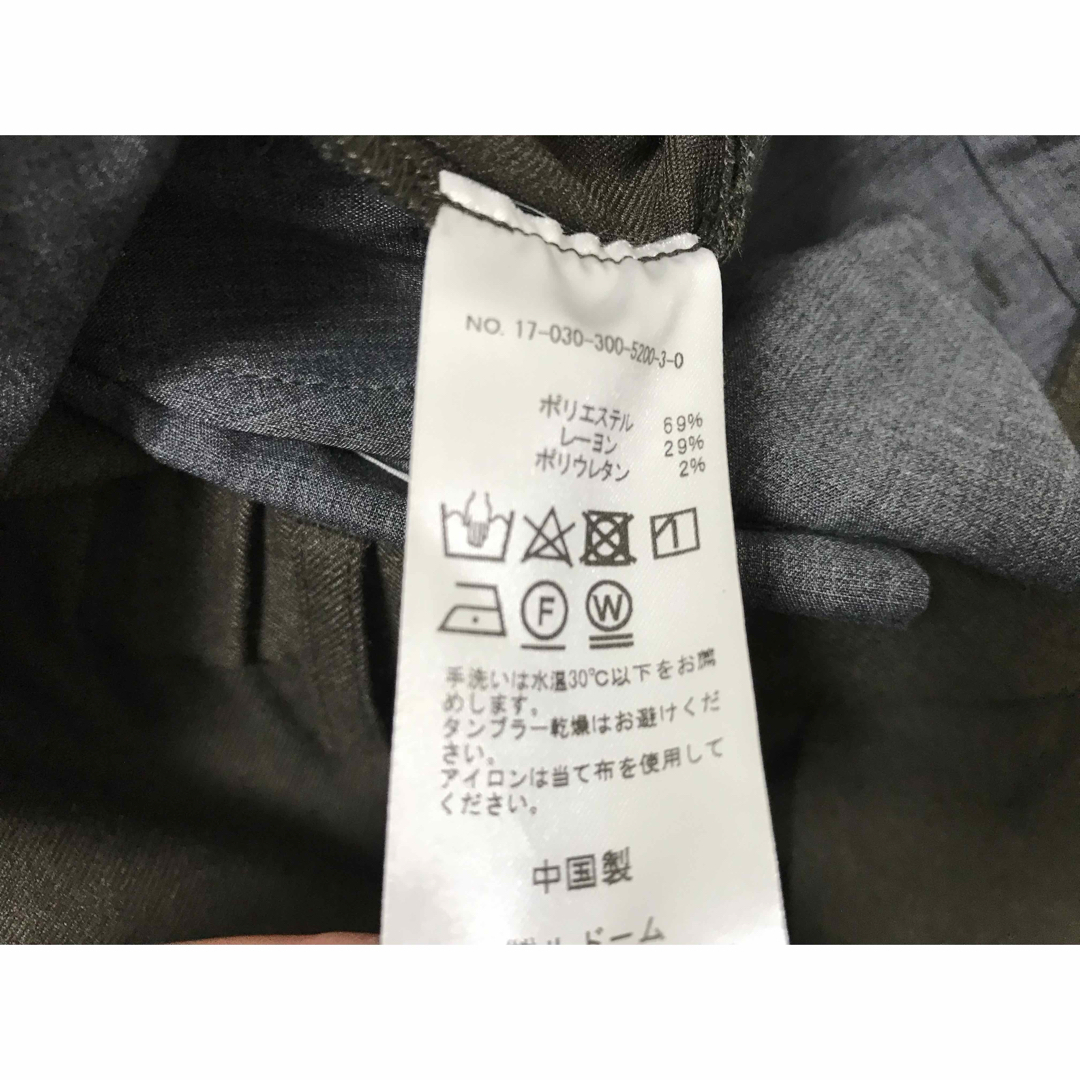 NO. 17-030-300-5200-3-0
ポリエステル 69%
レーヨン 29%
ポリウレタン 2%
F W
手洗いは水温30℃以下をお薦
めします。
タンブラー乾燥はお避けくだ
さい。
アイロンは当て布を使用して
ください。
中国製
ルドーム